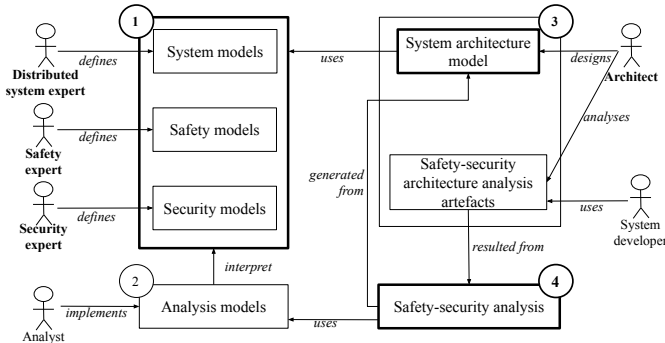 1
3
System models
defines
Distributed
system expert
uses
System architecture
model
designs
Architect
Safety models
defines
Safety
expert
analyses
generated
from
Safety-security
architecture analysis
artefacts
Security models
defines
Security
expert
uses
System
developer
resulted from
interpret
2
4
Analysis models
implements
Analyst
uses
Safety-security analysis